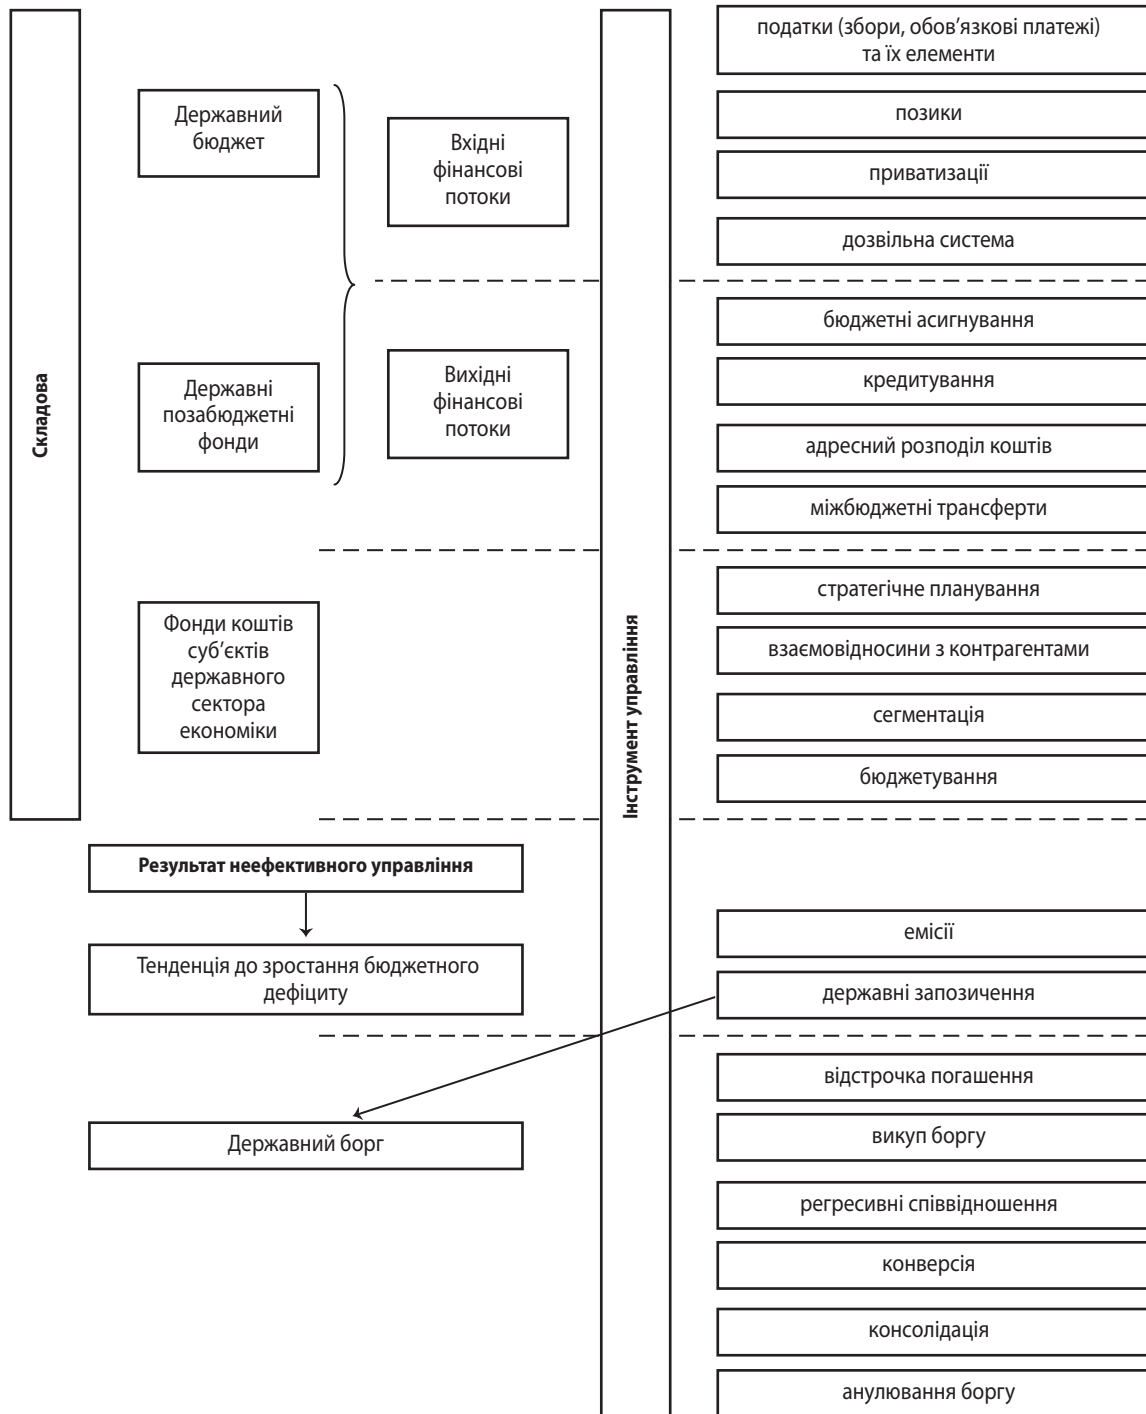 Складова
Державний
бюджет
Державні
позабюджетні
фонди
Фонди коштів
суб’єктів
державного
сектора
економіки
Вхідні
фінансові
потоки
Вихідні
фінансові
потоки
Інструмент управління
податки (збори, обов’язкові платежі)
та їх елементи
позики
приватизації
дозвільна система
бюджетні асигнування
кредитування
адресний розподіл коштів
міжбюджетні трансферти
стратегічне планування
взаємовідносини з контрагентами
сегментація
бюджетування
Результат неефективного управління
Тенденція до зростання бюджетного
дефіциту
Державний борг
емісії
державні запозичення
відстрочка погашення
викуп боргу
регресивні співвідношення
конверсія
консолідація
анулювання боргу